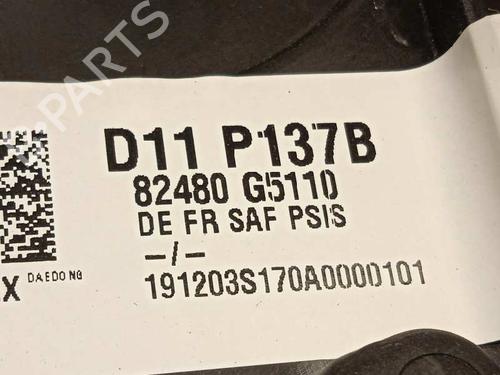 D11 P137B
82480 G5110
DE FR SAF PSIS
-/-
191203S170A0000101
X DAEDONG
B-PARTS